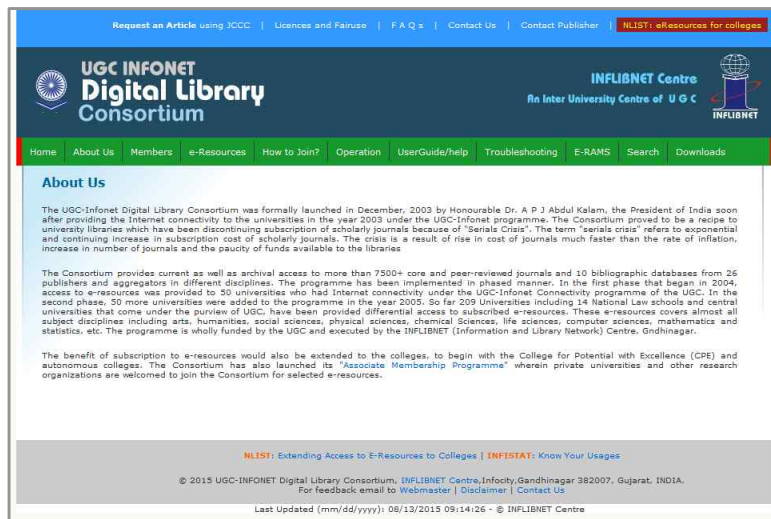 Request an Article using JCCC | Licences and Fairuse | F A Q s | Contact Us | Contact Publisher | NLIST: eResources for colleges
UGC INFONET
Digital Library
Consortium
INFLIBNET Centre
An Inter University Centre of U G C
INFLIBNET
Home About Us Members e-Resources How to Join? Operation UserGuide/help Troubleshooting E-RAMS Search Downloads
About Us
The UGC-Infonet Digital Library Consortium was formally launched in December, 2003 by Honourable Dr. A P J Abdul Kalam, the President of India soon
after providing the Internet connectivity to the universities in the year 2003 under the UGC-Infonet programme. The Consortium proved to be a recipe to
university libraries which have been discontinuing subscription of scholarly journals because of "Serials Crisis". The term "serials crisis" refers to exponential
and continuing increase in subscription cost of scholarly journals. The crisis is a result of rise in cost of journals much faster than the rate of inflation,
increase in number of journals and the paucity of funds available to the libraries
The Consortium provides current as well as archival access to more than 7500+ core and peer-reviewed journals and 10 bibliographic databases from 26
publishers and aggregators in different disciplines. The programme has been implemented in phased manner. In the first phase that began in 2004,
access to e-resources was provided to 50 universities who had Internet connectivity under the UGC-Infonet Connectivity programme of the UGC. In the
second phase, 50 more universities were added to the programme in the year 2005. So far 209 Universities including 14 National Law schools and central
universities that come under the purview of UGC, have been provided differential access to subscribed e-resources. These e-resources covers almost all
subject disciplines including arts, humanities, social sciences, physical sciences, chemical Sciences, life sciences, computer sciences, mathematics and
statistics, etc. The programme is wholly funded by the UGC and executed by the INFLIBNET (Information and Library Network) Centre, Gndhinagar.
The benefit of subscription to e-resources would also be extended to the colleges, to begin with the College for Potential with Excellence (CPE) and
autonomous colleges. The Consortium has also launched its "Associate Membership Programme" wherein private universities and other research
organizations are welcomed to join the Consortium for selected e-resources.
NLIST: Extending Access to E-Resources to Colleges | INFISTAT: Know Your Usages
© 2015 UGC-INFONET Digital Library Consortium, INFLIBNET Centre,Infocity,Gandhinagar 382007, Gujarat, INDIA.
For feedback email to Webmaster | Disclaimer | Contact Us
Last Updated (mm/dd/yyyy): 08/13/2015 09:14:26 - © INFLIBNET Centre